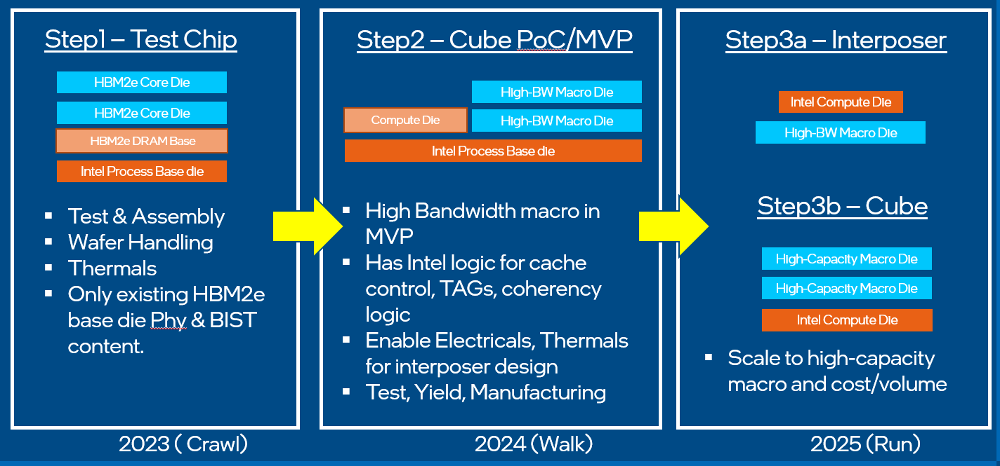 Step1 – Test Chip
HBM2e Core Die
HBM2e Core Die
HBM2e DRAM Base
Intel Process Base die
▪ Test & Assembly
▪ Wafer Handling
▪ Thermals
▪ Only existing HBM2e
base die Phy & BIST
content.
2023 ( Crawl)
Step2 – Cube PoC/MVP
High-BW Macro Die
Compute Die
High-BW Macro Die
Intel Process Base die
▪ High Bandwidth macro in
MVP
▪ Has Intel logic for cache
control, TAGs, coherency
logic
▪ Enable Electricals, Thermals
for interposer design
▪ Test, Yield, Manufacturing
2024 (Walk)
Step3a – Interposer
Intel Compute Die
High-BW Macro Die
Step3b – Cube
High-Capacity Macro Die
High-Capacity Macro Die
Intel Compute Die
▪ Scale to high-capacity
macro and cost/volume
2025 (Run)